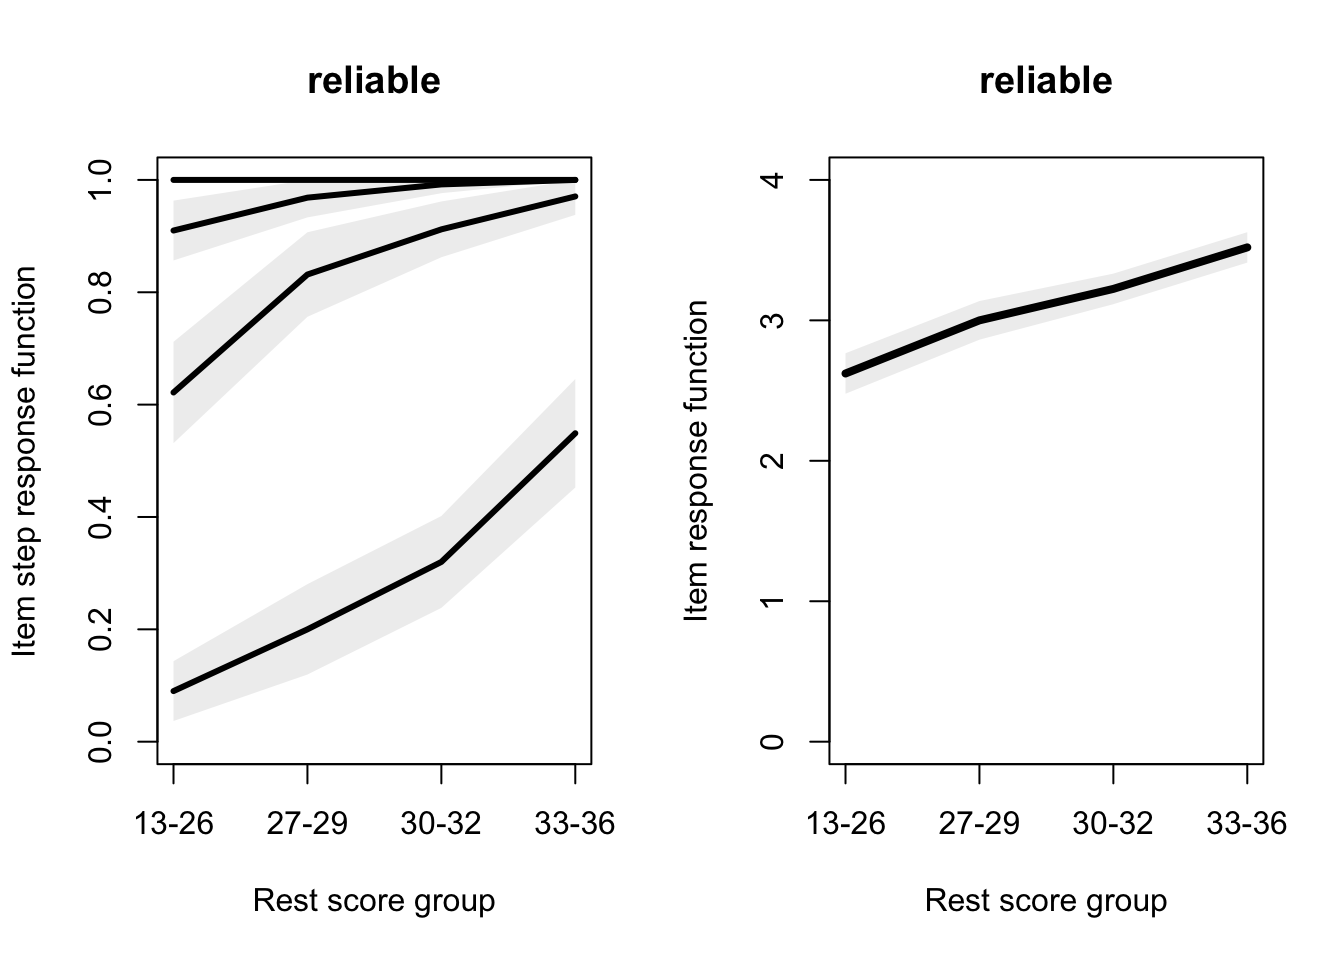 reliable
Item step response function
1.0
0.8
0.6
0.4
0.2
0.0
13-26 27-29 30-32 33-36
Rest score group
reliable
Item response function
4
3
2
1
0
13-26 27-29 30-32 33-36
Rest score group